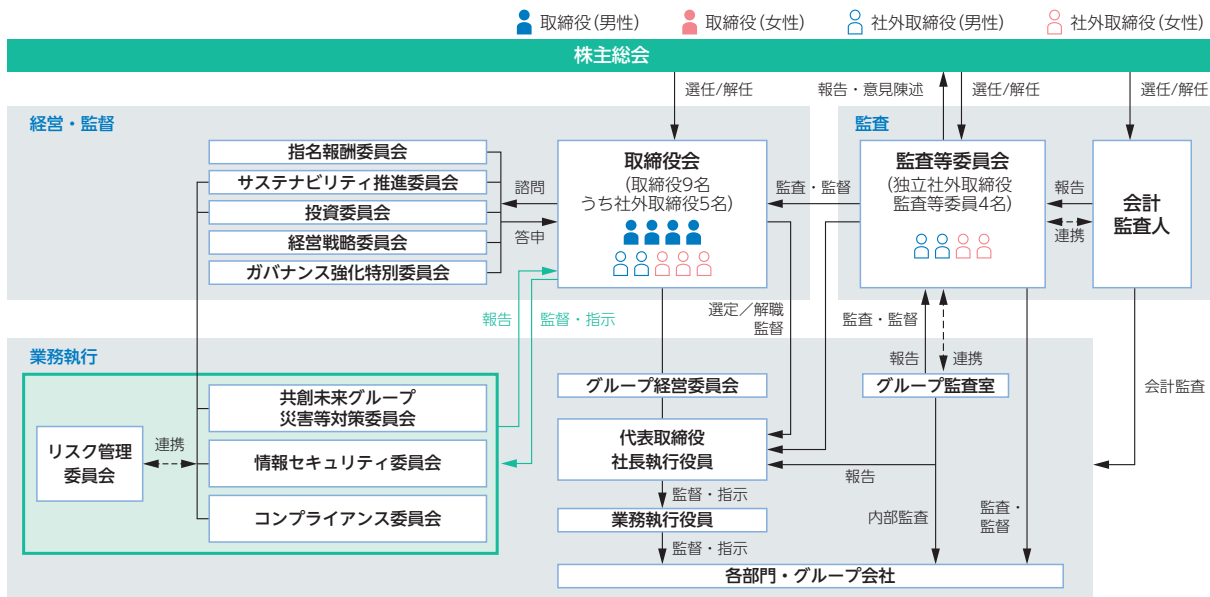 取締役(男性)
取締役(女性)
社外取締役(男性)
社外取締役(女性)
株主総会
選任/解任
報告・意見陳述
選任/解任
選任/解任
経営・監督
指名報酬委員会
サステナビリティ推進委員会
投資委員会
経営戦略委員会
ガバナンス強化特別委員会
諮問
答申
取締役会
(取締役9名
うち社外取締役5名)
監査・監督
監査
監査等委員会
(独立社外取締役
監査等委員4名)
報告
連携
会計
監査人
報告
監督・指示
選定／解職
監督
監査・監督
報告
連携
会計監査
業務執行
リスク管理
委員会
連携
共創未来グループ
災害等対策委員会
情報セキュリティ委員会
コンプライアンス委員会
グループ経営委員会
グループ監査室
代表取締役
社長執行役員
報告
監督・指示
業務執行役員
内部監査
監査・
監督
監督・指示
各部門・グループ会社